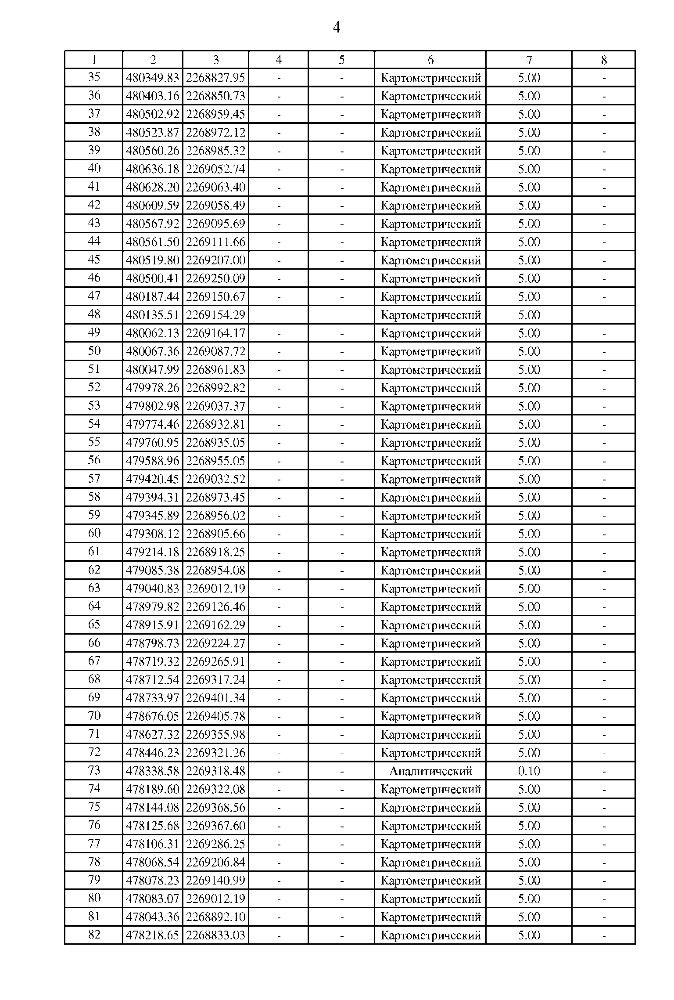 4
1 2 3 4 5 6 7 8
35 480349.83 2268827.95 - - Картометрический 5.00 -
36 480403.16 2268850.73 - - Картометрический 5.00 -
37 480502.92 2268959.45 - - Картометрический 5.00 -
38 480523.87 2268972.12 - - Картометрический 5.00 -
39 480560.26 2268985.32 - - Картометрический 5.00 -
40 480636.18 2269052.74 - - Картометрический 5.00 -
41 480628.20 2269063.40 - - Картометрический 5.00 -
42 480609.59 2269058.49 - - Картометрический 5.00 -
43 480567.92 2269095.69 - - Картометрический 5.00 -
44 480561.50 2269111.66 - - Картометрический 5.00 -
45 480519.80 2269207.00 - - Картометрический 5.00 -
46 480500.41 2269250.09 - - Картометрический 5.00 -
47 480187.44 2269150.67 - - Картометрический 5.00 -
48 480135.51 2269154.29 - - Картометрический 5.00 -
49 480062.13 2269164.17 - - Картометрический 5.00 -
50 480067.36 2269087.72 - - Картометрический 5.00 -
51 480047.99 2268961.83 - - Картометрический 5.00 -
52 479978.26 2268992.82 - - Картометрический 5.00 -
53 479802.98 2269037.37 - - Картометрический 5.00 -
54 479774.46 2268932.81 - - Картометрический 5.00 -
55 479760.95 2268935.05 - - Картометрический 5.00 -
56 479588.96 2268955.05 - - Картометрический 5.00 -
57 479420.45 2269032.52 - - Картометрический 5.00 -
58 479394.31 2268973.45 - - Картометрический 5.00 -
59 479345.89 2268956.02 - - Картометрический 5.00 -
60 479308.12 2268905.66 - - Картометрический 5.00 -
61 479214.18 2268918.25 - - Картометрический 5.00 -
62 479085.38 2268954.08 - - Картометрический 5.00 -
63 479040.83 2269012.19 - - Картометрический 5.00 -
64 478979.82 2269126.46 - - Картометрический 5.00 -
65 478915.91 2269162.29 - - Картометрический 5.00 -
66 478798.73 2269224.27 - - Картометрический 5.00 -
67 478719.32 2269265.91 - - Картометрический 5.00 -
68 478712.54 2269317.24 - - Картометрический 5.00 -
69 478733.97 2269401.34 - - Картометрический 5.00 -
70 478676.05 2269405.78 - - Картометрический 5.00 -
71 478627.32 2269355.98 - - Картометрический 5.00 -
72 478446.23 2269321.26 - - Картометрический 5.00 -
73 478338.58 2269318.48 - - Аналитический 0.10 -
74 478189.60 2269322.08 - - Картометрический 5.00 -
75 478144.08 2269368.56 - - Картометрический 5.00 -
76 478125.68 2269367.60 - - Картометрический 5.00 -
77 478106.31 2269286.25 - - Картометрический 5.00 -
78 478068.54 2269206.84 - - Картометрический 5.00 -
79 478078.23 2269140.99 - - Картометрический 5.00 -
80 478083.07 2269012.19 - - Картометрический 5.00 -
81 478043.36 2268892.10 - - Картометрический 5.00 -
82 478218.65 2268833.03 - - Картометрический 5.00 -